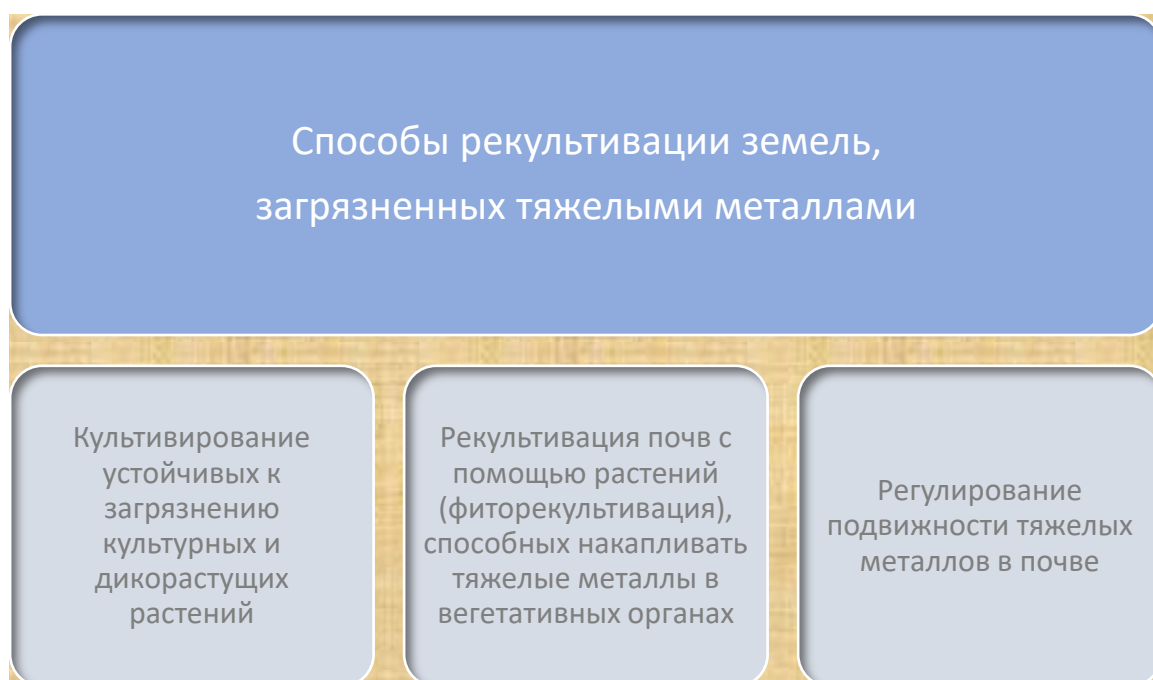 Способы рекультивации земель,
загрязненных тяжелыми металлами
Культивирование
устойчивых к
загрязнению
культурных и
дикорастущих
растений
Рекультивация почв с
помощью растений
(фиторекультивация),
способных накапливать
тяжелые металлы в
вегетативных органах
Регулирование
подвижности тяжелых
металлов в почве